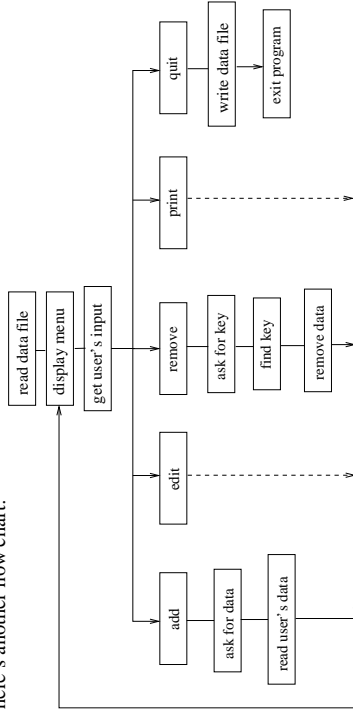 here's another flow chart:
read data file
display menu
get user's input
add
edit
remove
print
quit
ask for data
ask for key
write data file
read user's data
find key
exit program
remove data